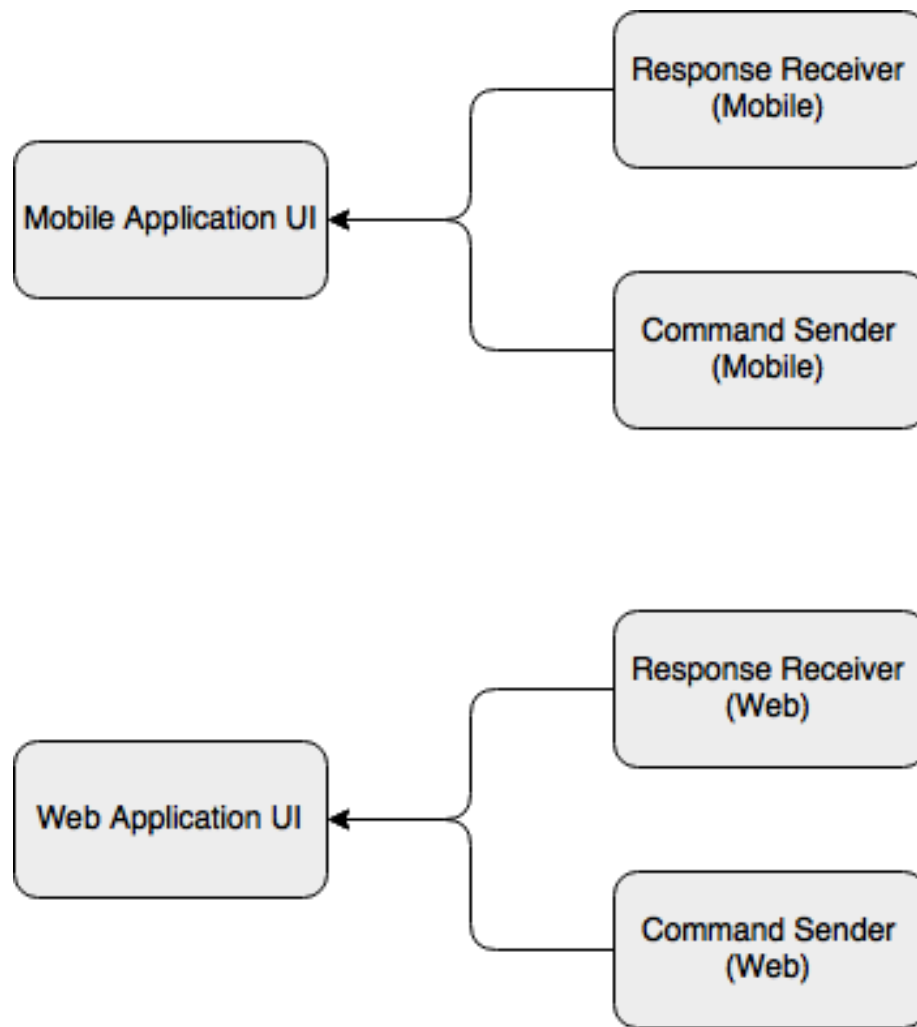 Response Receiver
(Mobile)
Mobile Application UI
Command Sender
(Mobile)
Response Receiver
(Web)
Web Application UI
Command Sender
(Web)